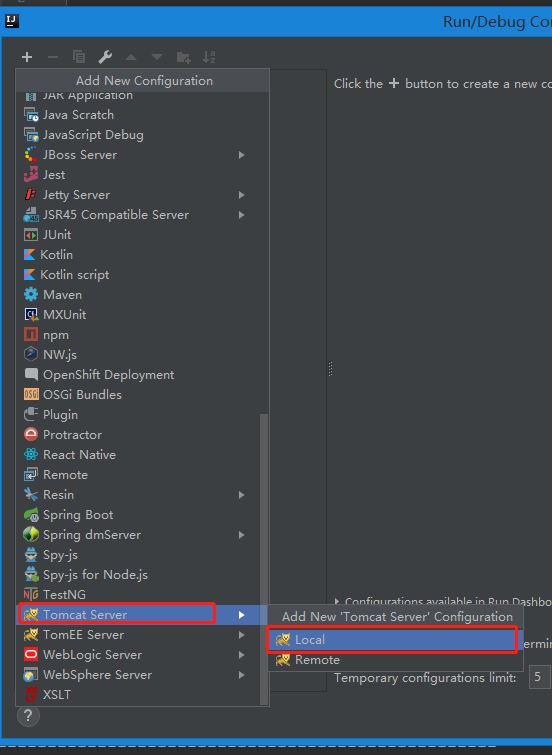 IJ
Run/Debug Co
Add New Configuration
JAR Application
Java Scratch
JavaScript Debug
JBoss Server
Jest
Jetty Server
JSR45 Compatible Server
JUnit
Kotlin
Kotlin script
Maven
MXUnit
npm
NW.js
OpenShift Deployment
OSGi Bundles
Plugin
Protractor
React Native
Remote
Resin
Spring Boot
Spring dmServer
Spy-js
Spy-js for Node.js
TestNG
Tomcat Server
TomEE Server
WebLogic Server
WebSphere Server
XSLT
?
Click the + button to create a new co
Configurations available in Run Dashbo
Add New 'Tomcat Server' Configuration
Local
ermin
Remote
Temporary configurations limit: 5